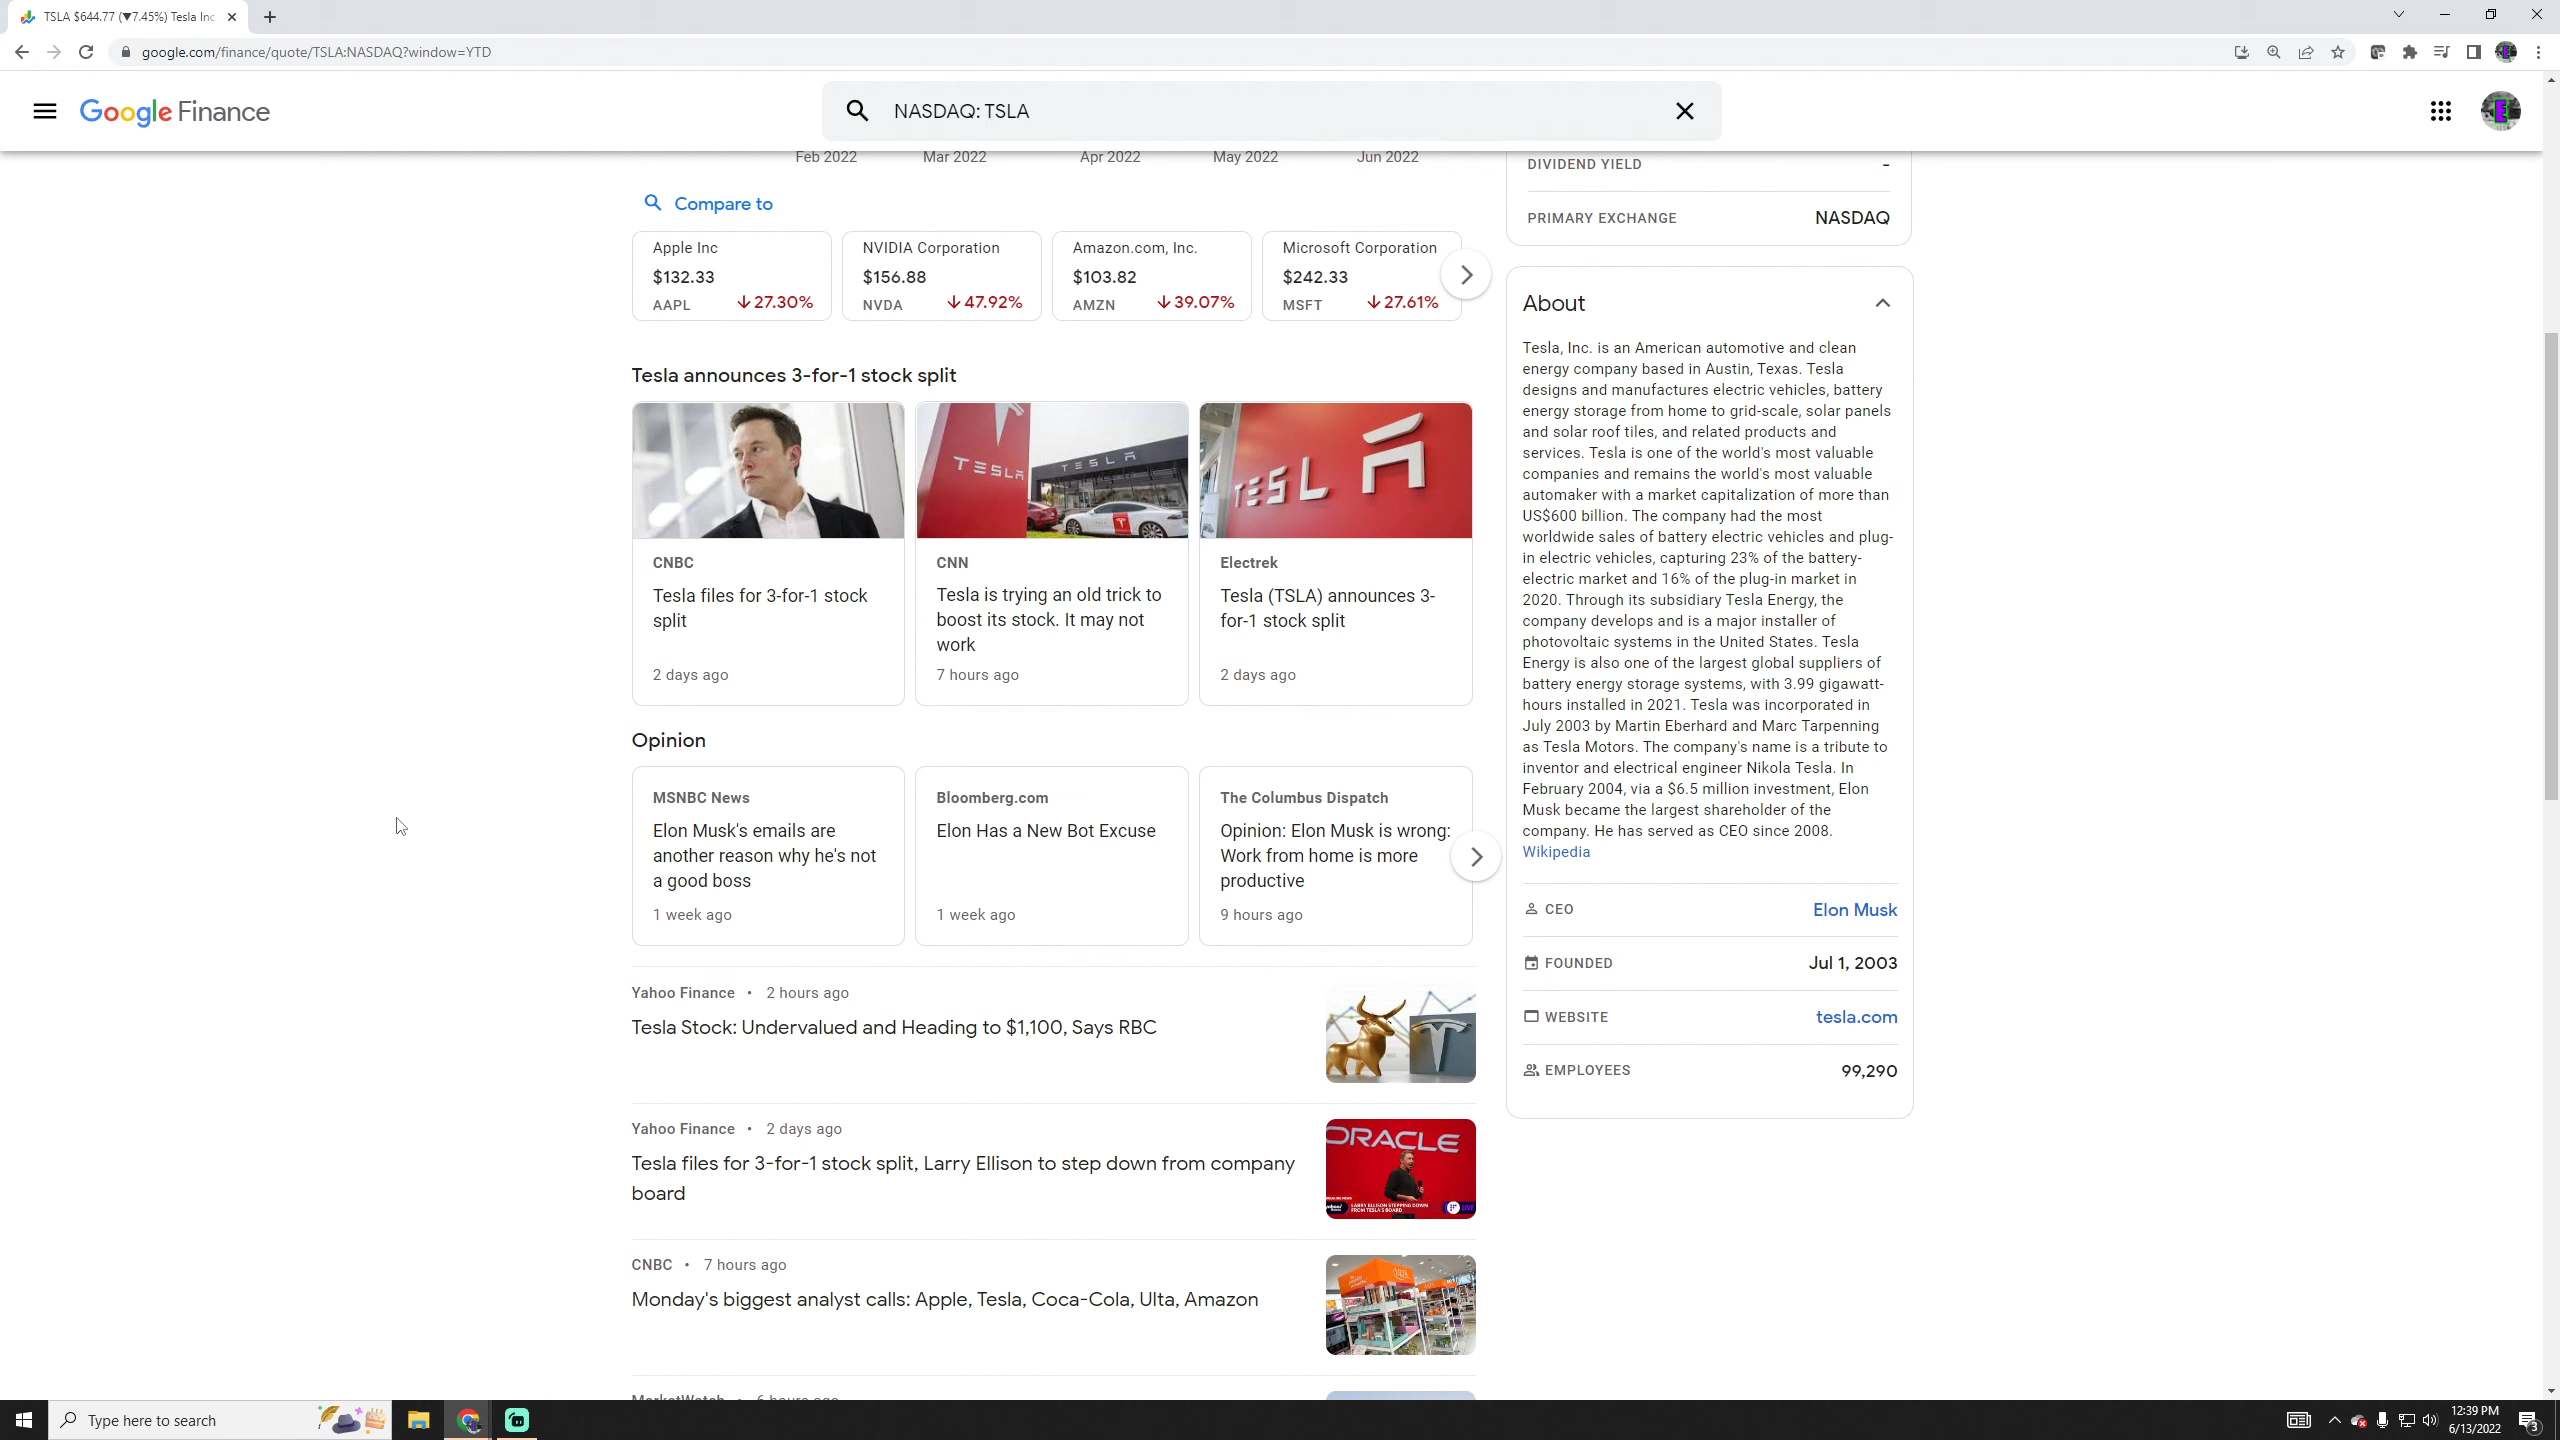 TSLA $644.77 (▼7.45%) Tesla Inc
google.com/finance/quote/TSLA:NASDAQ?window=YTD
Google Finance
NASDAQ: TSLA
Feb 2022 Mar 2022 Apr 2022 May 2022 Jun 2022
Compare to
Apple Inc
$132.33
AAPL ↓27.30%
NVIDIA Corporation
$156.88
NVDA ↓47.92%
Amazon.com, Inc.
$103.82
AMZN ↓39.07%
Microsoft Corporation
$242.33
MSFT ↓27.61%
Tesla announces 3-for-1 stock split
TESLA
TESLA
TESL
CNBC
Tesla files for 3-for-1 stock
split
2 days ago
CNN
Tesla is trying an old trick to
boost its stock. It may not
work
7 hours ago
Electrek
Tesla (TSLA) announces 3-
for-1 stock split
2 days ago
Opinion
MSNBC News
Elon Musk's emails are
another reason why he's not
a good boss
1 week ago
Bloomberg.com
Elon Has a New Bot Excuse
1 week ago
The Columbus Dispatch
Opinion: Elon Musk is wrong:
Work from home is more
productive
9 hours ago
Yahoo Finance • 2 hours ago
Tesla Stock: Undervalued and Heading to $1,100, Says RBC
Yahoo Finance • 2 days ago
Tesla files for 3-for-1 stock split, Larry Ellison to step down from company
board
ORACLE
LARRY ELLISON STEPPING DOWN
FROM TESLA'S BOARD
CNBC • 7 hours ago
Monday's biggest analyst calls: Apple, Tesla, Coca-Cola, Ulta, Amazon
MarketWatch • 6 hours ago
DIVIDEND YIELD -
PRIMARY EXCHANGE NASDAQ
About
Tesla, Inc. is an American automotive and clean
energy company based in Austin, Texas. Tesla
designs and manufactures electric vehicles, battery
energy storage from home to grid-scale, solar panels
and solar roof tiles, and related products and
services. Tesla is one of the world's most valuable
companies and remains the world's most valuable
automaker with a market capitalization of more than
US$600 billion. The company had the most
worldwide sales of battery electric vehicles and plug-
in electric vehicles, capturing 23% of the battery-
electric market and 16% of the plug-in market in
2020. Through its subsidiary Tesla Energy, the
company develops and is a major installer of
photovoltaic systems in the United States. Tesla
Energy is also one of the largest global suppliers of
battery energy storage systems, with 3.99 gigawatt-
hours installed in 2021. Tesla was incorporated in
July 2003 by Martin Eberhard and Marc Tarpenning
as Tesla Motors. The company's name is a tribute to
inventor and electrical engineer Nikola Tesla. In
February 2004, via a $6.5 million investment, Elon
Musk became the largest shareholder of the
company. He has served as CEO since 2008.
Wikipedia
CEO Elon Musk
FOUNDED Jul 1, 2003
WEBSITE tesla.com
EMPLOYEES 99,290
Type here to search
12:39 PM
6/13/2022
3